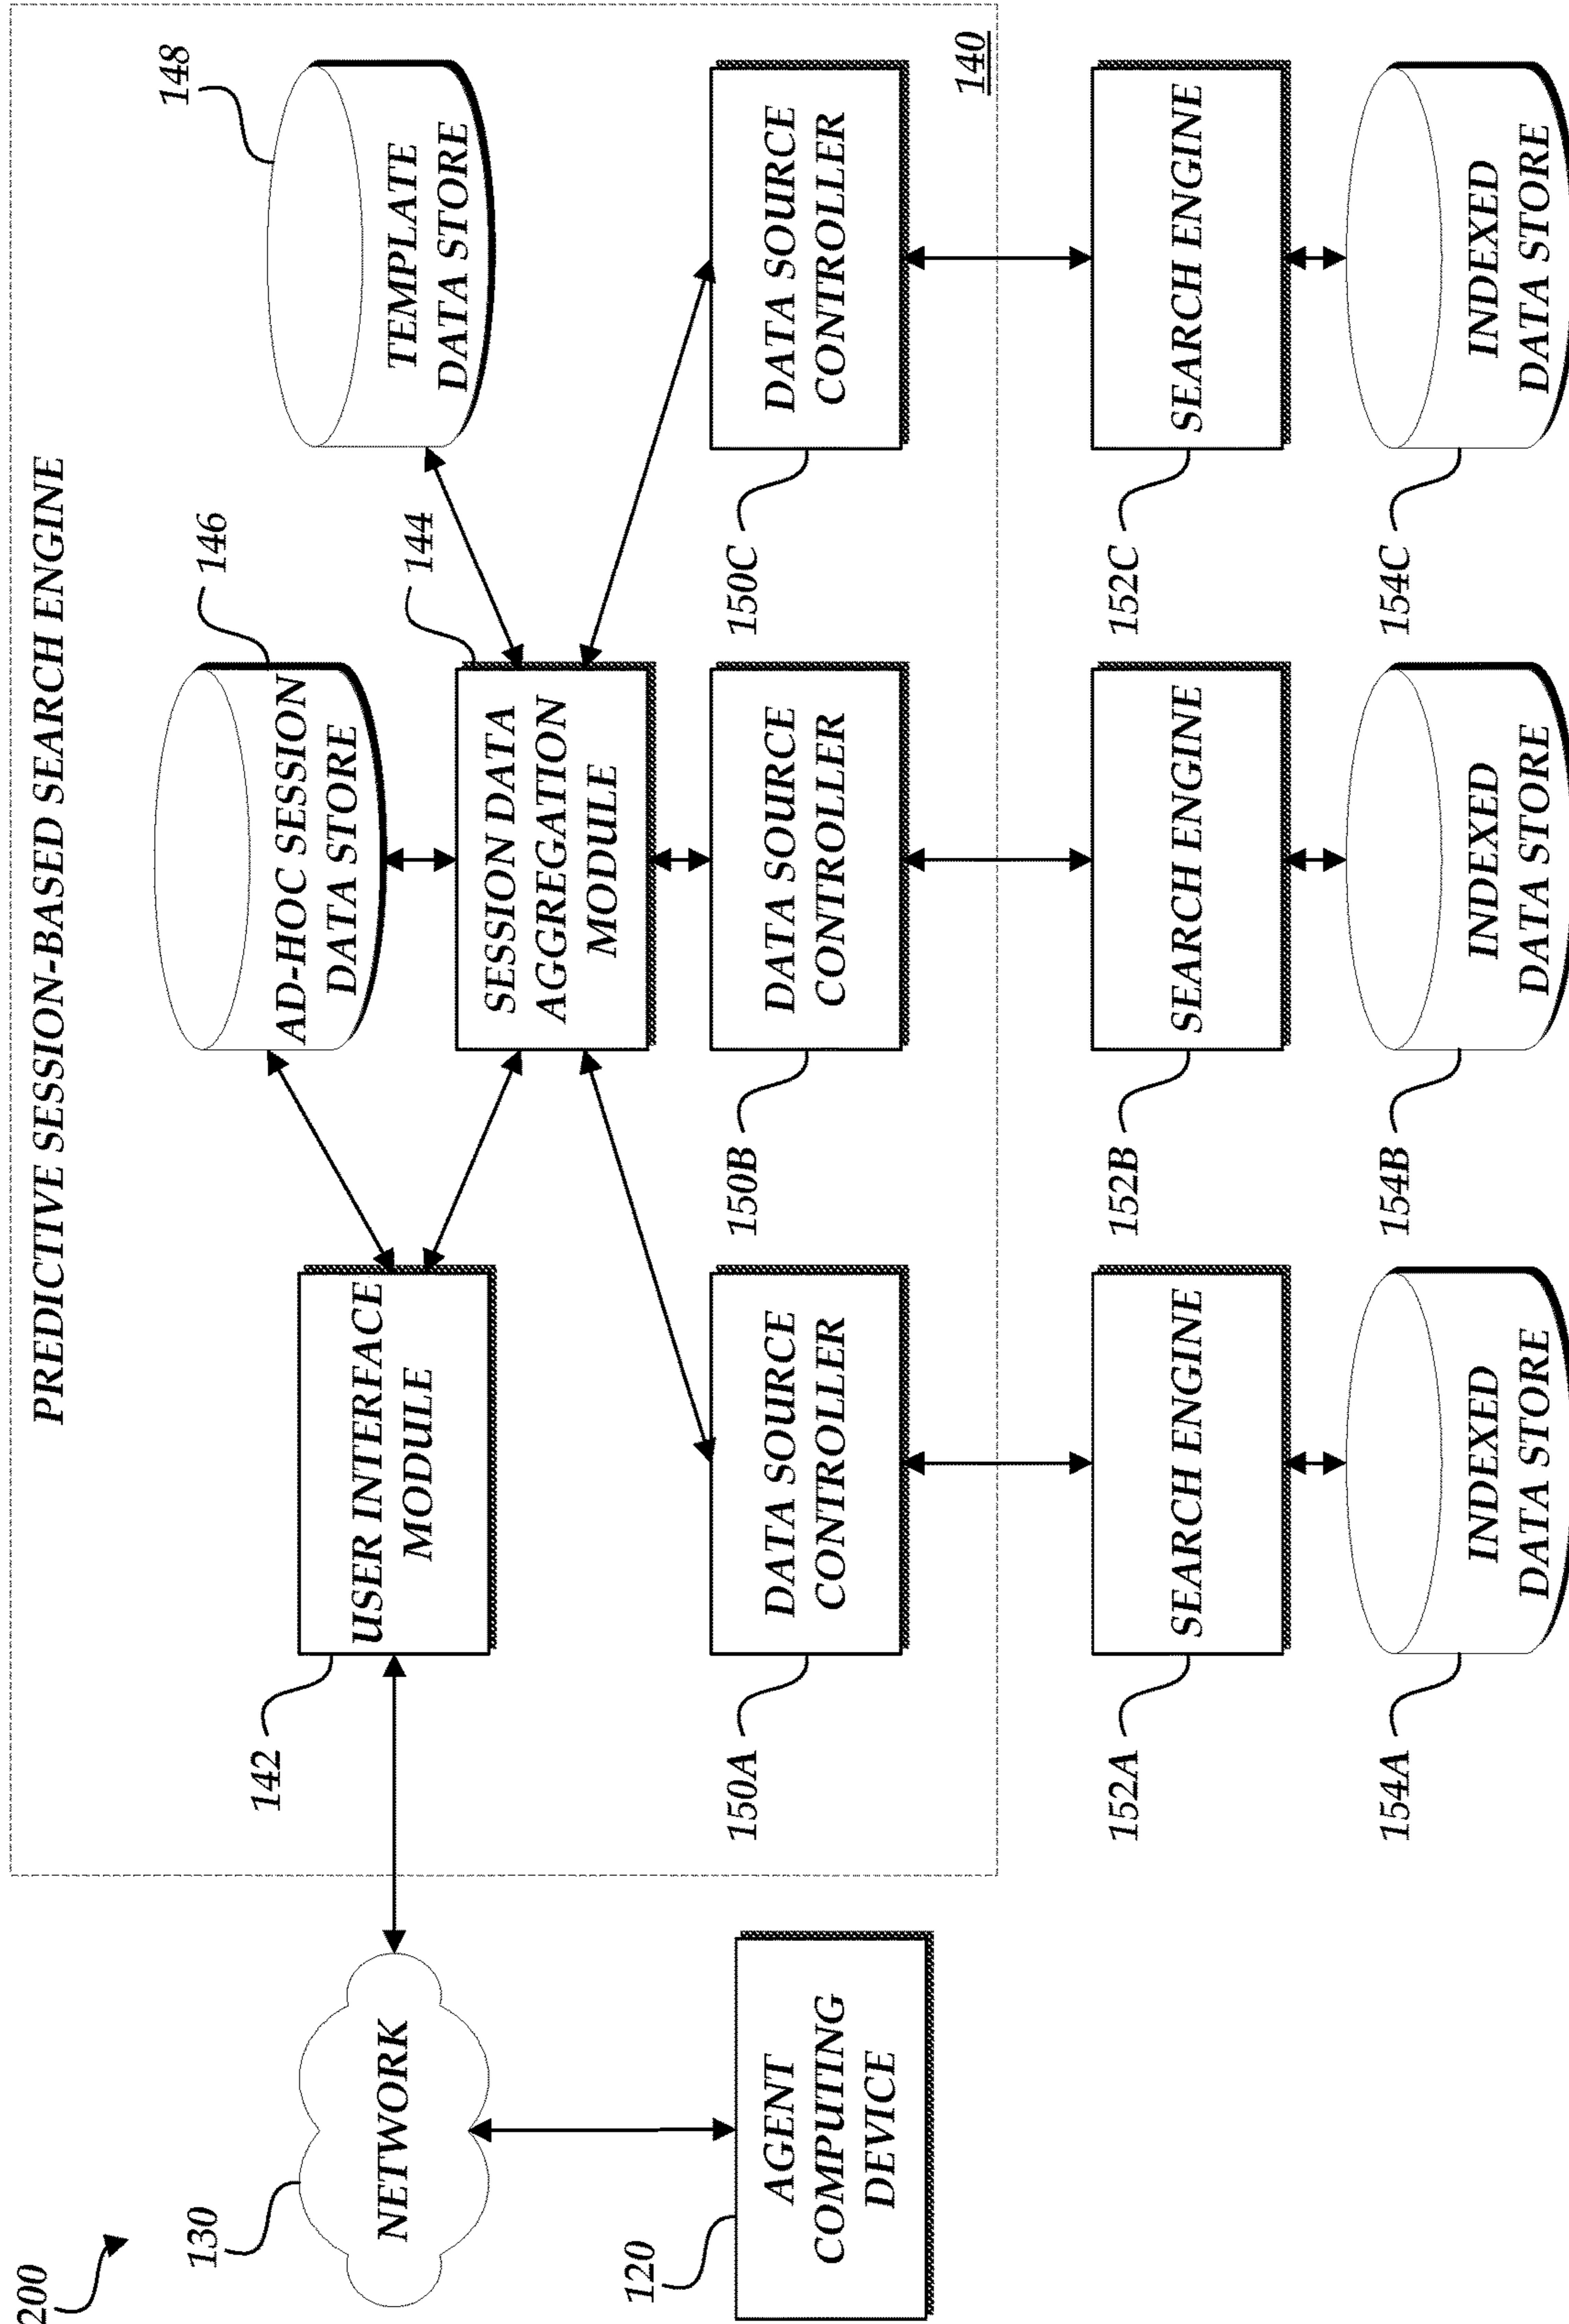 200
PREDICTIVE SESSION-BASED SEARCH ENGINE
130
NETWORK
142
USER INTERFACE
MODULE
146
AD-HOC SESSION
DATA STORE
148
TEMPLATE
DATA STORE
144
SESSION DATA
AGGREGATION
MODULE
120
AGENT
COMPUTING
DEVICE
150A
DATA SOURCE
CONTROLLER
150B
DATA SOURCE
CONTROLLER
150C
DATA SOURCE
CONTROLLER
140
152A
SEARCH ENGINE
152B
SEARCH ENGINE
152C
SEARCH ENGINE
154A
INDEXED
DATA STORE
154B
INDEXED
DATA STORE
154C
INDEXED
DATA STORE